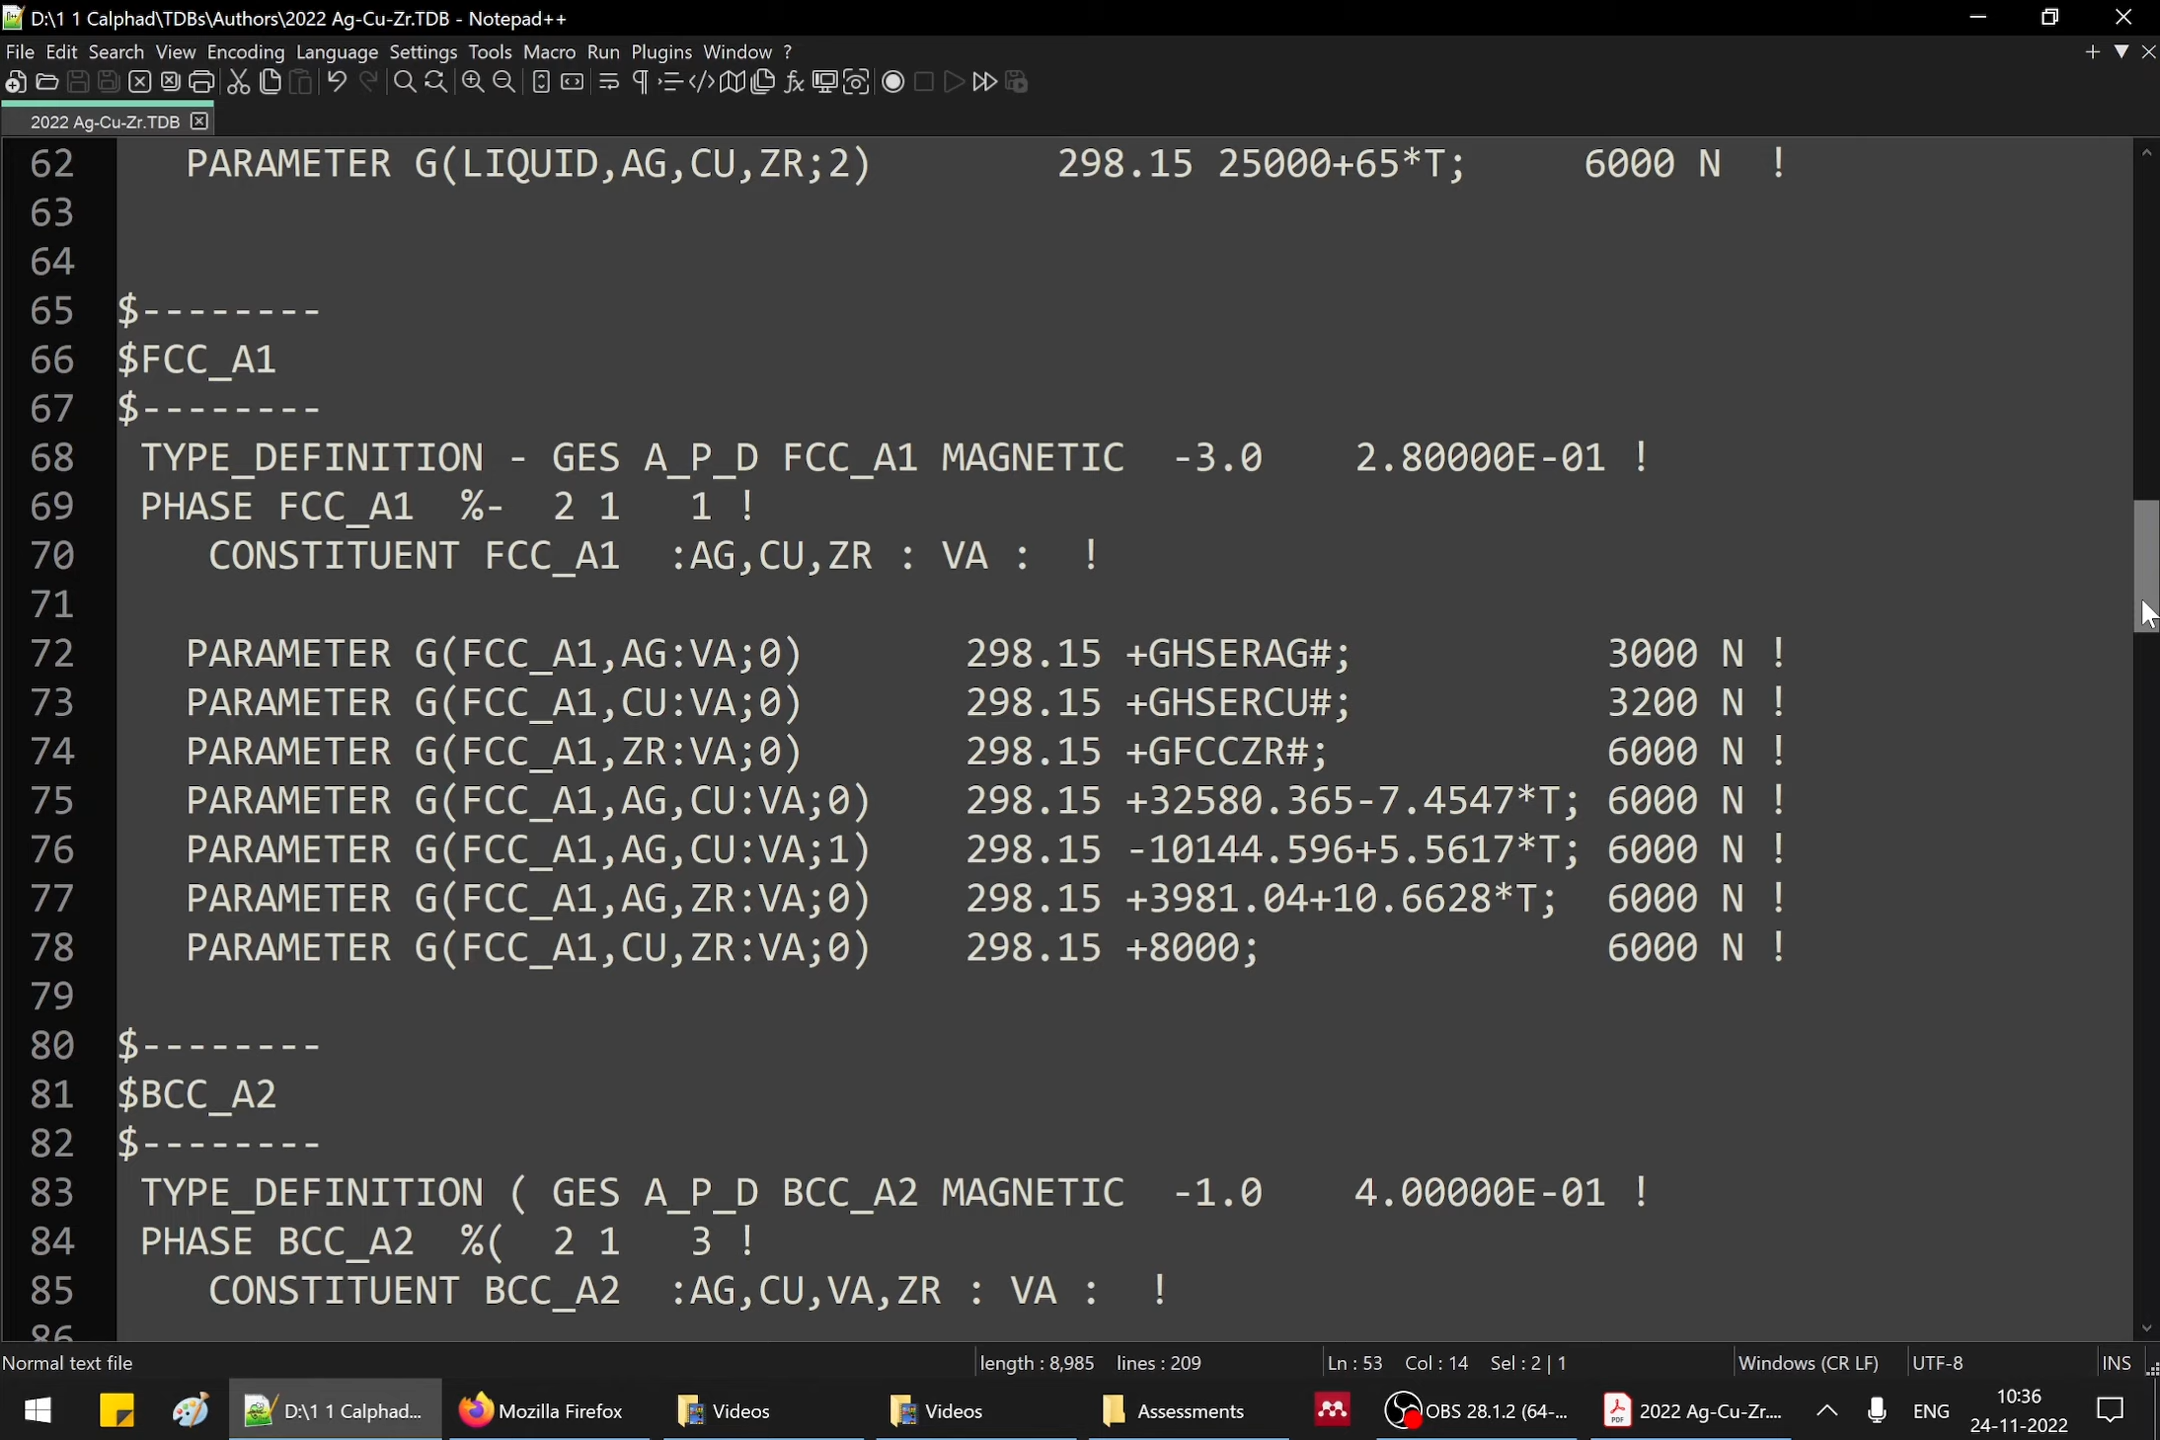 D:\1 1 Calphad\TDBs\Authors\2022 Ag-Cu-Zr.TDB - Notepad++
File Edit Search View Encoding Language Settings Tools Macro Run Plugins Window ?
2022 Ag-Cu-Zr.TDB
62 PARAMETER G(LIQUID,AG,CU,ZR;2) 298.15 25000+65*T; 6000 N !
63
64
65 $--------
66 $FCC_A1
67 $--------
68 TYPE_DEFINITION - GES A_P_D FCC_A1 MAGNETIC -3.0 2.80000E-01 !
69 PHASE FCC_A1 %- 2 1 1 !
70 CONSTITUENT FCC_A1 :AG,CU,ZR : VA : !
71
72 PARAMETER G(FCC_A1,AG:VA;0) 298.15 +GHSERAG#; 3000 N !
73 PARAMETER G(FCC_A1,CU:VA;0) 298.15 +GHSERCU#; 3200 N !
74 PARAMETER G(FCC_A1,ZR:VA;0) 298.15 +GFCCZR#; 6000 N !
75 PARAMETER G(FCC_A1,AG,CU:VA;0) 298.15 +32580.365-7.4547*T; 6000 N !
76 PARAMETER G(FCC_A1,AG,CU:VA;1) 298.15 -10144.596+5.5617*T; 6000 N !
77 PARAMETER G(FCC_A1,AG,ZR:VA;0) 298.15 +3981.04+10.6628*T; 6000 N !
78 PARAMETER G(FCC_A1,CU,ZR:VA;0) 298.15 +8000; 6000 N !
79
80 $--------
81 $BCC_A2
82 $--------
83 TYPE_DEFINITION ( GES A_P_D BCC_A2 MAGNETIC -1.0 4.00000E-01 !
84 PHASE BCC_A2 %( 2 1 3 !
85 CONSTITUENT BCC_A2 :AG,CU,VA,ZR : VA : !
86
Normal text file length : 8,985 lines : 209 Ln : 53 Col : 14 Sel : 2 | 1 Windows (CR LF) UTF-8 INS
D:\1 1 Calphad... Mozilla Firefox Videos Videos Assessments OBS 28.1.2 (64-... 2022 Ag-Cu-Zr.... ENG 10:36
24-11-2022